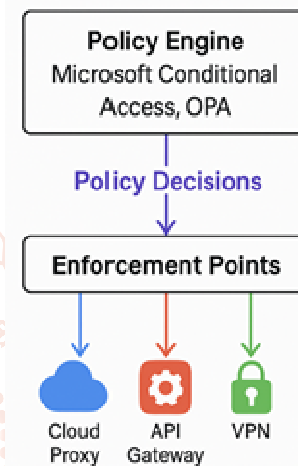 Policy Engine
Microsoft Conditional
Access, OPA
Policy Decisions
Enforcement Points
Cloud
Proxy
API
Gateway
VPN